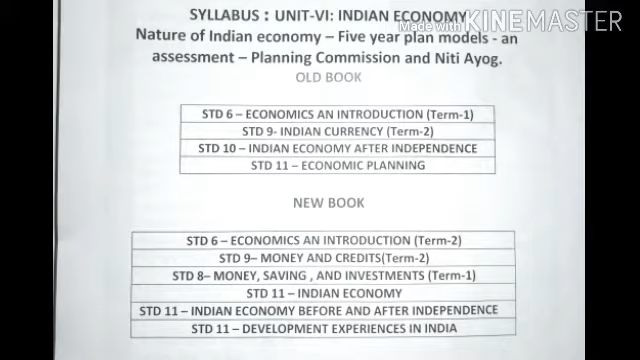 SYLLABUS : UNIT-VI: INDIAN ECONOMY
Made with KINEMASTER
Nature of Indian economy – Five year plan models - an
assessment – Planning Commission and Niti Ayog.
OLD BOOK
STD 6 – ECONOMICS AN INTRODUCTION (Term-1)
STD 9- INDIAN CURRENCY (Term-2)
STD 10 – INDIAN ECONOMY AFTER INDEPENDENCE
STD 11 – ECONOMIC PLANNING
NEW BOOK
STD 6 – ECONOMICS AN INTRODUCTION (Term-2)
STD 9– MONEY AND CREDITS(Term-2)
STD 8– MONEY, SAVING , AND INVESTMENTS (Term-1)
STD 11 – INDIAN ECONOMY
STD 11 – INDIAN ECONOMY BEFORE AND AFTER INDEPENDENCE
STD 11 – DEVELOPMENT EXPERIENCES IN INDIA